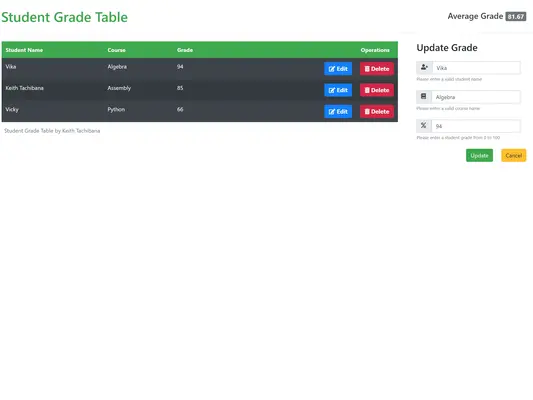 Student Grade Table
Average Grade 81.67
Student Name Course Grade Operations
Vika Algebra 94 Edit Delete
Keith Tachibana Assembly 85 Edit Delete
Vicky Python 66 Edit Delete
Student Grade Table by Keith Tachibana
Update Grade
Vika
Please enter a valid student name
Algebra
Please enter a valid course name
94
Please enter a student grade from 0 to 100
Update Cancel